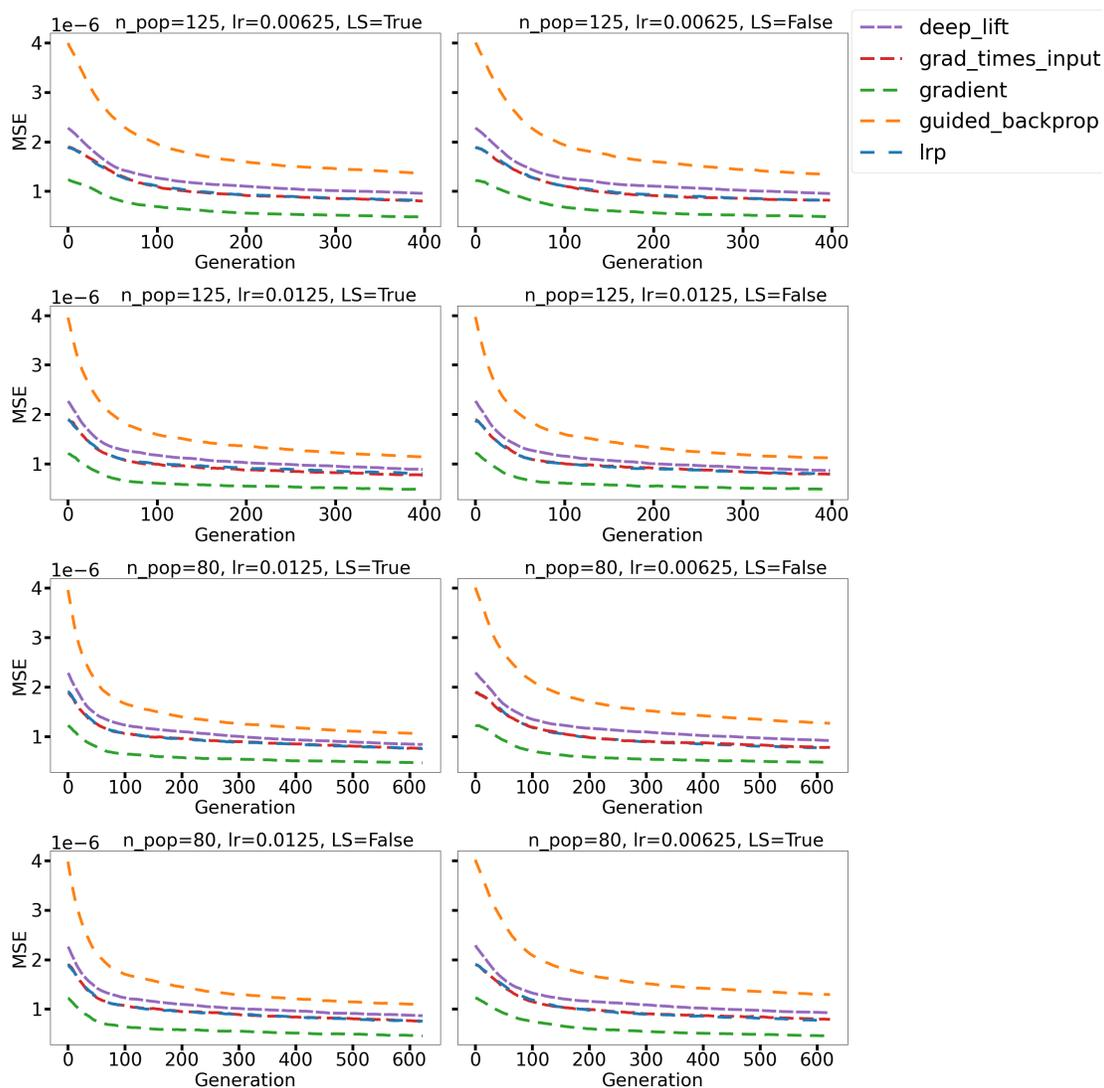 1e−6
n_pop=125, lr=0.00625, LS=True
n_pop=125, lr=0.00625, LS=False
deep_lift
grad_times_input
gradient
guided_backprop
lrp
4
3
2
1
MSE
0 100 200 300 400
Generation
0 100 200 300 400
Generation
1e−6
n_pop=125, lr=0.0125, LS=True
n_pop=125, lr=0.0125, LS=False
4
3
2
1
MSE
0 100 200 300 400
Generation
0 100 200 300 400
Generation
1e−6
n_pop=80, lr=0.0125, LS=True
n_pop=80, lr=0.00625, LS=False
4
3
2
1
MSE
0 100 200 300 400 500 600
Generation
0 100 200 300 400 500 600
Generation
1e−6
n_pop=80, lr=0.0125, LS=False
n_pop=80, lr=0.00625, LS=True
4
3
2
1
MSE
0 100 200 300 400 500 600
Generation
0 100 200 300 400 500 600
Generation